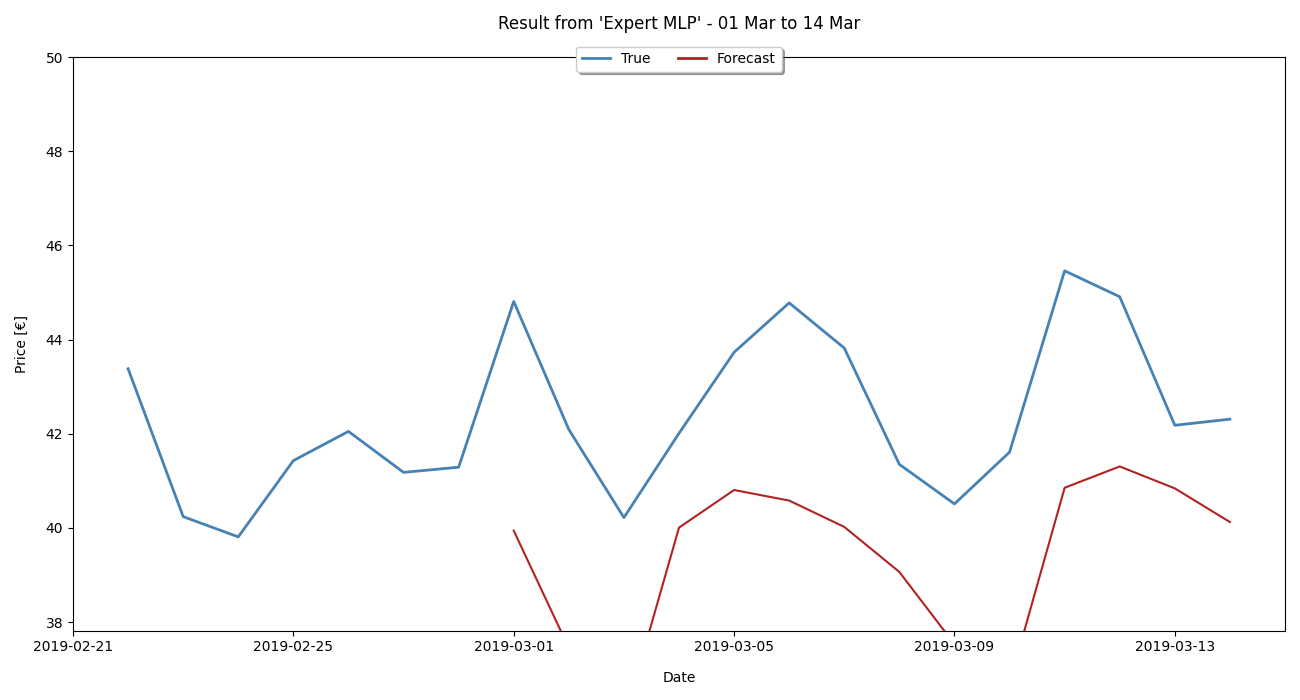 Result from 'Expert MLP' - 01 Mar to 14 Mar
True Forecast
50
48
46
44
42
40
38
Price [€]
2019-02-21 2019-02-25 2019-03-01 2019-03-05 2019-03-09 2019-03-13
Date